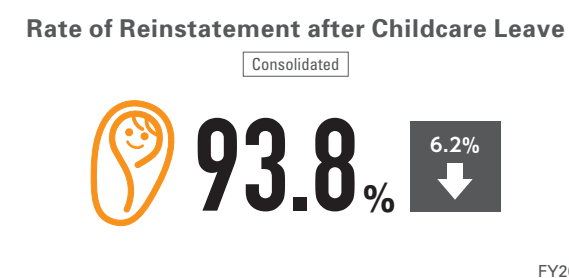 Rate of Reinstatement after Childcare Leave
Consolidated
93.8%
6.2%